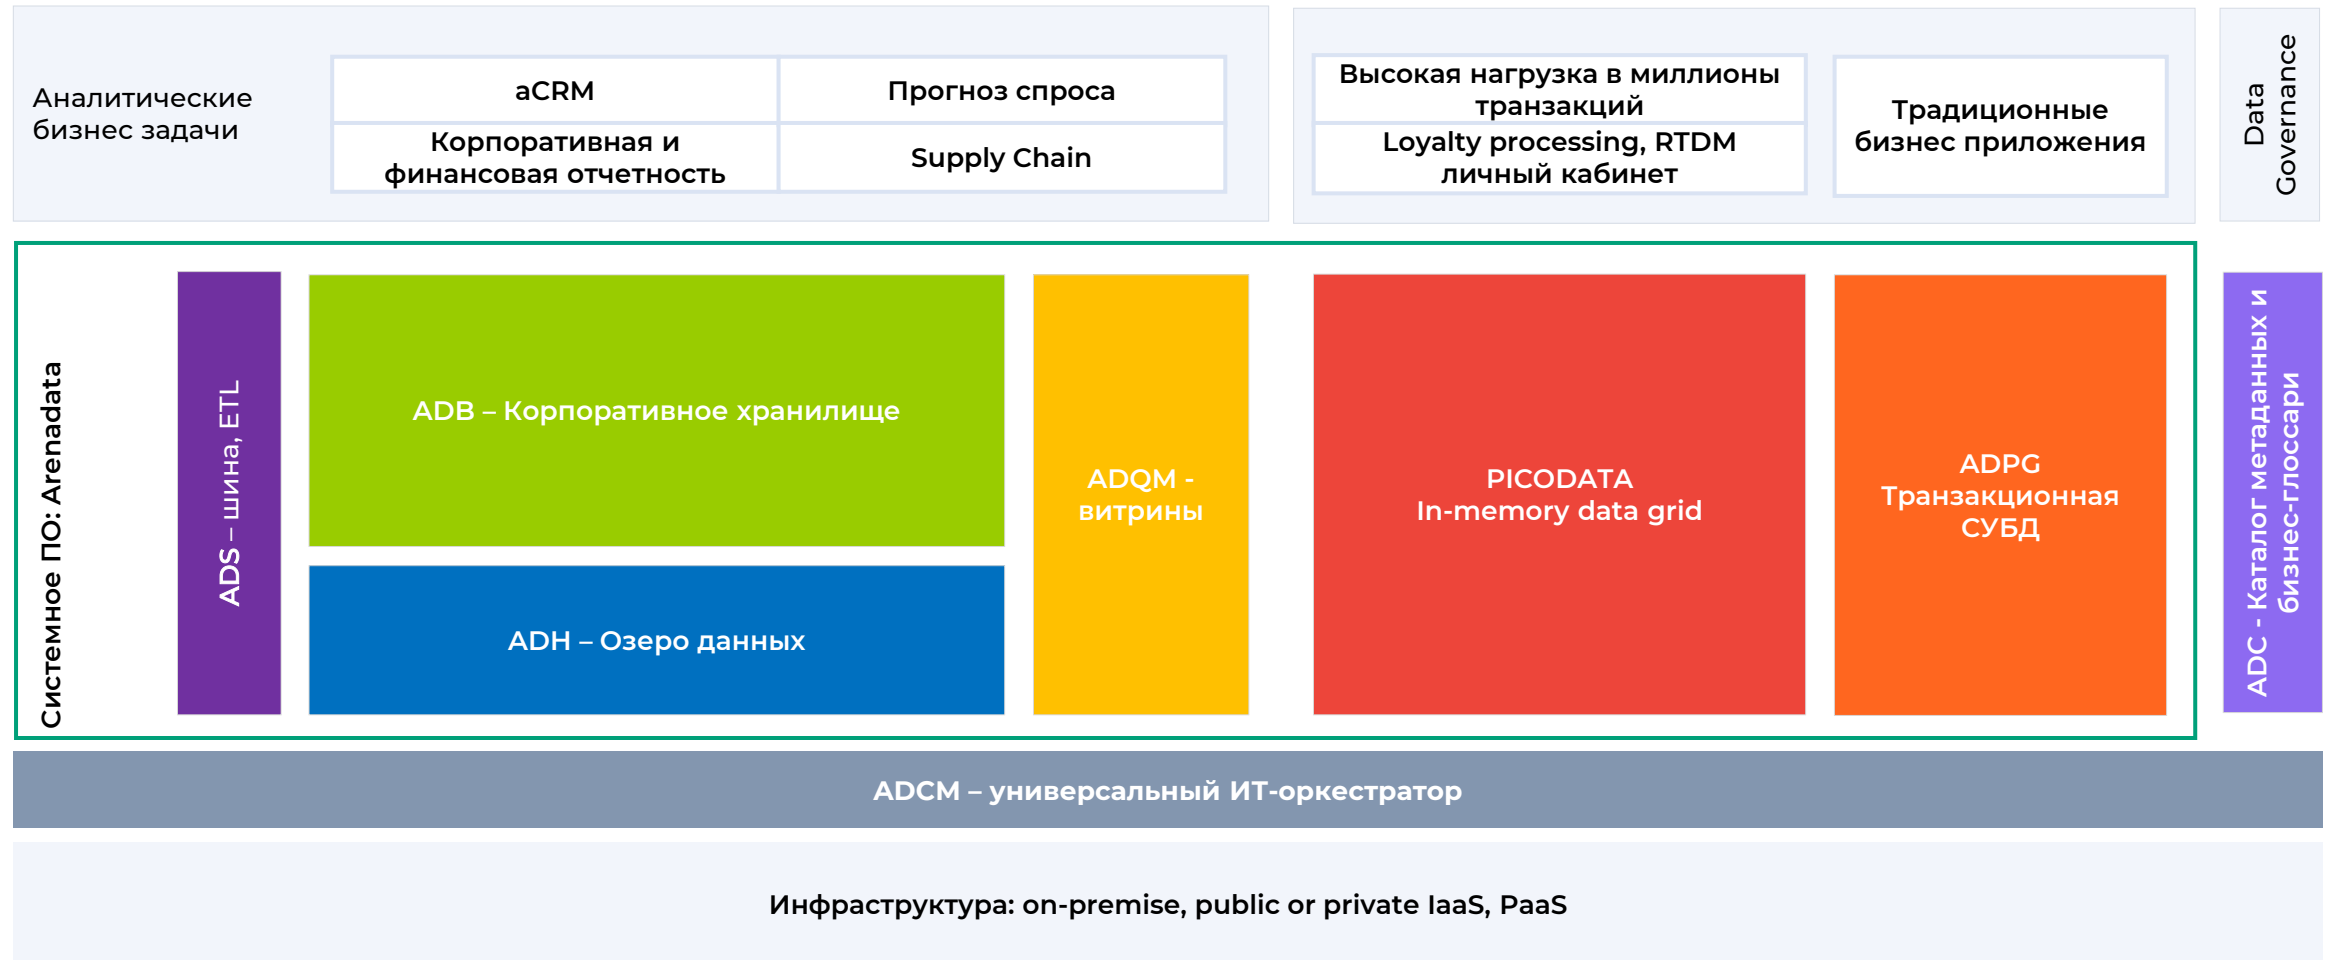 Аналитические
бизнес задачи
aCRM
Прогноз спроса
Корпоративная и
финансовая отчетность
Supply Chain
Высокая нагрузка в миллионы
транзакций
Loyalty processing, RTDM
личный кабинет
Традиционные
бизнес приложения
Data
Governance
Системное ПО: Arenadata
ADS – шина, ETL
ADB – Корпоративное хранилище
ADH – Озеро данных
ADQM -
витрины
PICODATA
In-memory data grid
ADPG
Транзакционная
СУБД
ADC - Каталог метаданных и
бизнес-глоссари
ADCM – универсальный ИТ-оркестратор
Инфраструктура: on-premise, public or private IaaS, PaaS